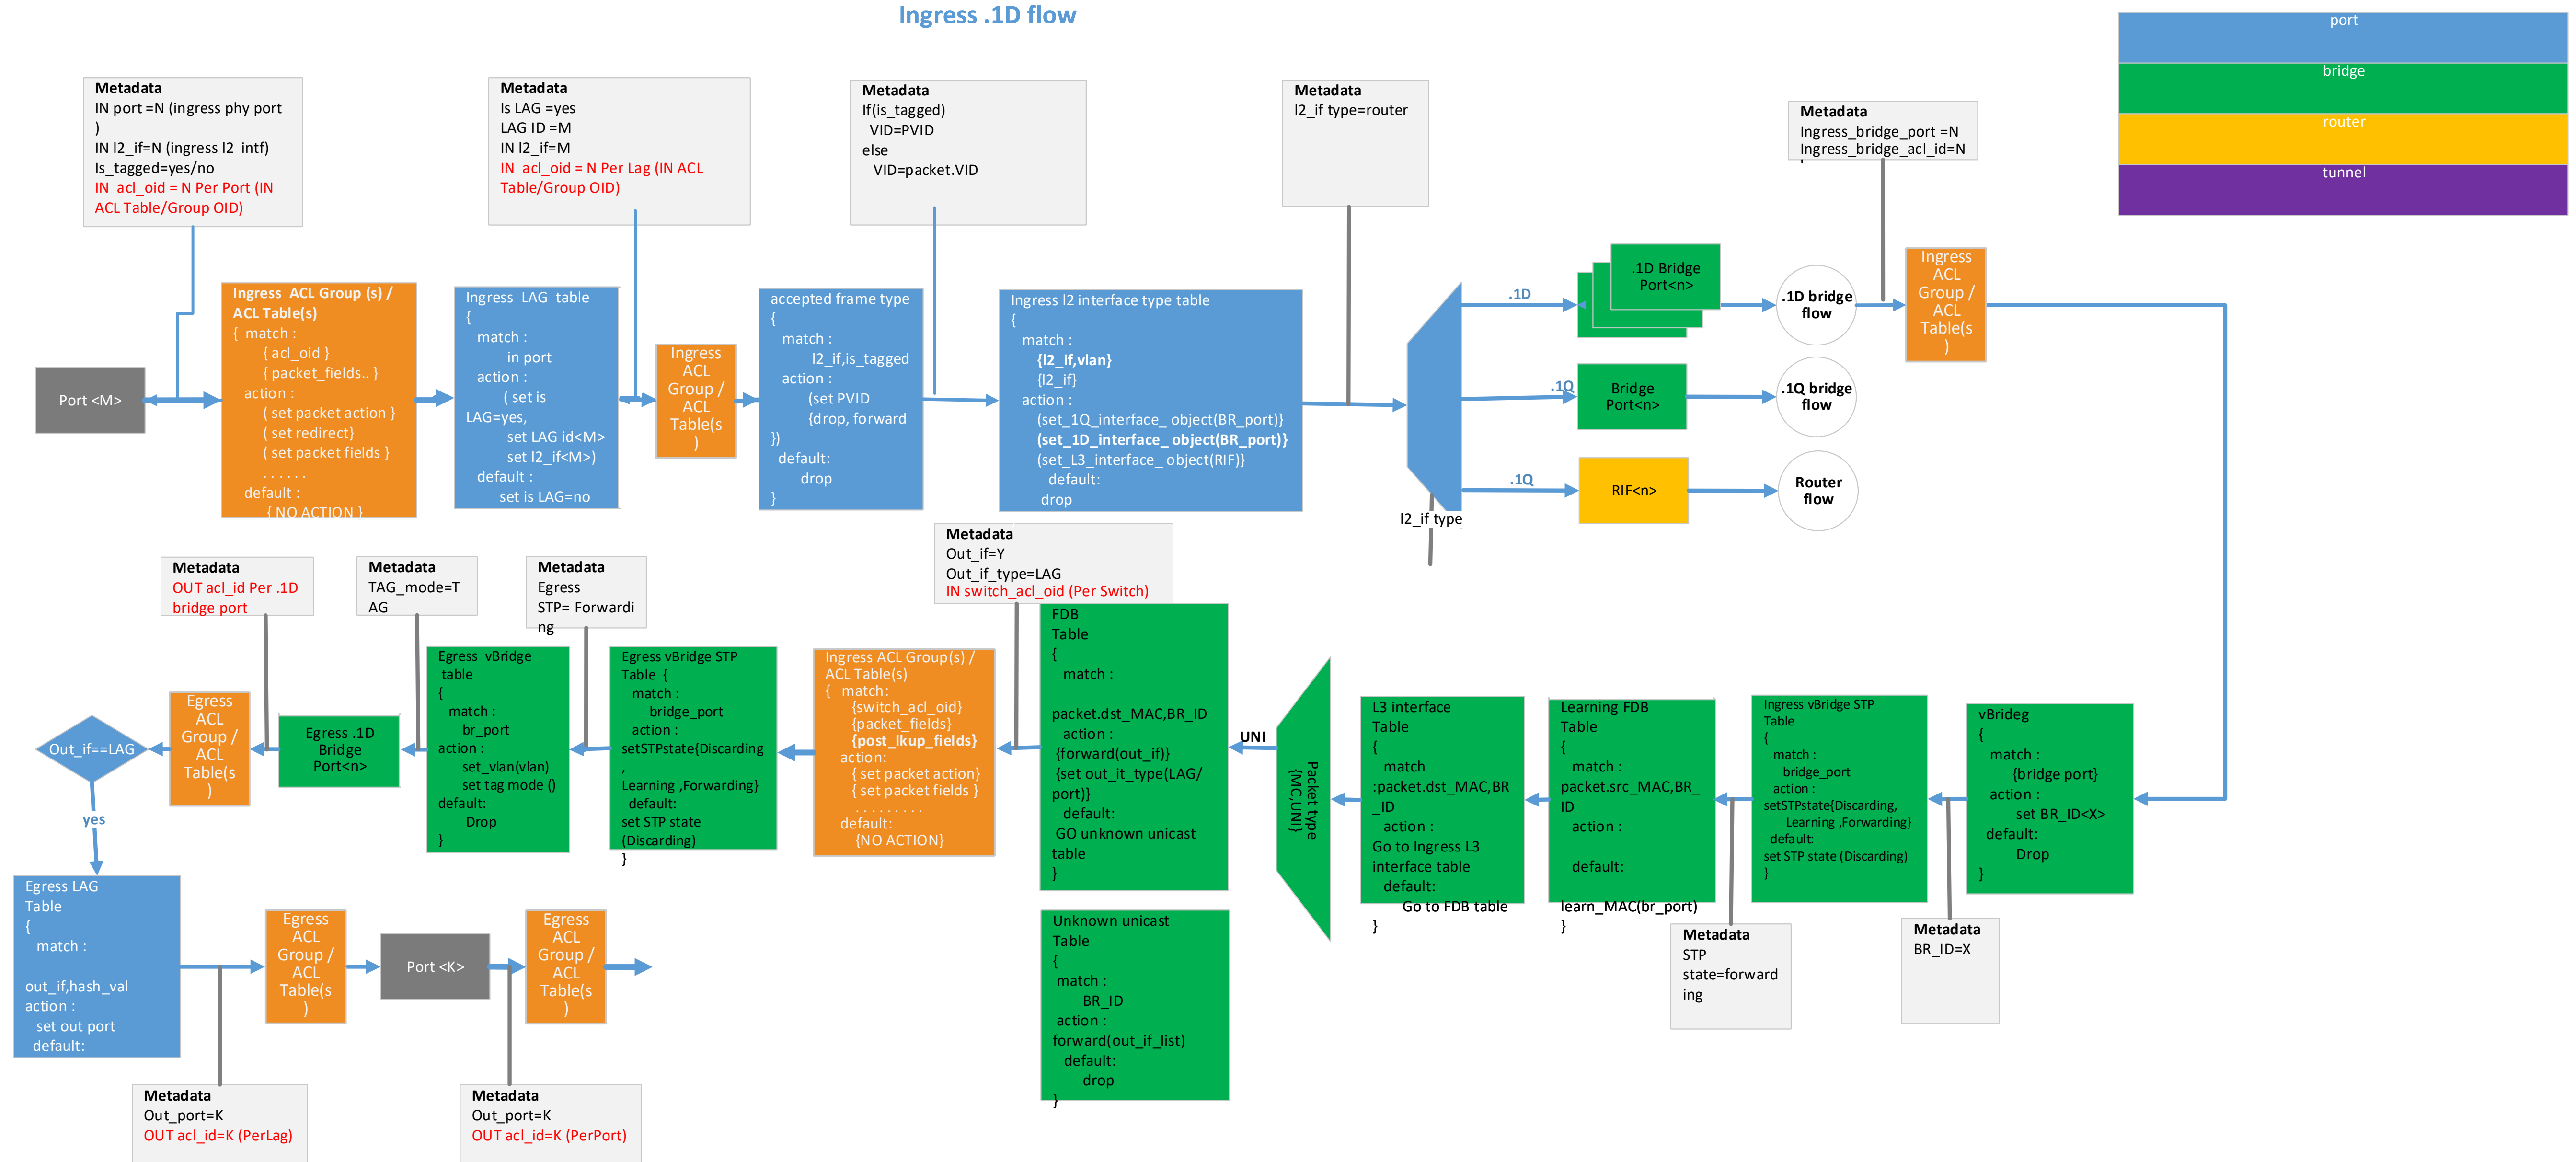 Ingress .1D flow
port
bridge
router
tunnel
Metadata
IN port =N (ingress phy port
)
IN l2_if=N (ingress l2 intf)
Is_tagged=yes/no
IN acl_oid = N Per Port (IN
ACL Table/Group OID)
Metadata
Is LAG =yes
LAG ID =M
IN l2_if=M
IN acl_oid = N Per Lag (IN ACL
Table/Group OID)
Metadata
If(is_tagged)
VID=PVID
else
VID=packet.VID
Metadata
l2_if type=router
Metadata
Ingress_bridge_port =N
Ingress_bridge_acl_id=N
Port <M>
Ingress ACL Group (s) /
ACL Table(s)
{ match :
{ acl_oid }
{ packet_fields.. }
action :
( set packet action }
( set redirect}
( set packet fields }
. . . . . .
default :
{ NO ACTION }
Ingress LAG table
{
match :
in port
action :
( set is
LAG=yes,
set LAG id<M>
set l2_if<M>)
default :
set is LAG=no
Ingress
ACL
Group /
ACL
Table(s
)
accepted frame type
{
match :
l2_if,is_tagged
action :
(set PVID
{drop, forward
})
default:
drop
}
Ingress l2 interface type table
{
match :
{l2_if,vlan}
{l2_if}
action :
(set_1Q_interface_ object(BR_port)}
(set_1D_interface_ object(BR_port)}
(set_L3_interface_ object(RIF)}
default:
drop
l2_if type
.1D
.1Q
.1Q
.1D Bridge
Port<n>
Bridge
Port<n>
RIF<n>
.1D bridge
flow
.1Q bridge
flow
Router
flow
Ingress
ACL
Group /
ACL
Table(s
)
vBrideg
{
match :
{bridge port}
action :
set BR_ID<X>
default:
Drop
}
Metadata
BR_ID=X
Ingress vBridge STP
Table
{
match :
bridge_port
action :
setSTPstate{Discarding,
Learning ,Forwarding}
default:
set STP state (Discarding)
}
Metadata
STP
state=forward
ing
Learning FDB
Table
{
match :
packet.src_MAC,BR_
ID
action :
default:
learn_MAC(br_port)
}
L3 interface
Table
{
match
:packet.dst_MAC,BR
_ID
action :
Go to Ingress L3
interface table
default:
Go to FDB table
}
Packet type
{MC,UNI}
UNI
Metadata
Out_if=Y
Out_if_type=LAG
IN switch_acl_oid (Per Switch)
FDB
Table
{
match :
packet.dst_MAC,BR_ID
action :
{forward(out_if)}
{set out_it_type(LAG/
port)}
default:
GO unknown unicast
table
}
Unknown unicast
Table
{
match :
BR_ID
action :
forward(out_if_list)
default:
drop
}
Ingress ACL Group(s) /
ACL Table(s)
{ match:
{switch_acl_oid}
{packet_fields}
{post_lkup_fields}
action:
{ set packet action}
{ set packet fields }
. . . . . . . . .
default:
{NO ACTION}
Metadata
Egress
STP= Forwardi
ng
Egress vBridge STP
Table {
match :
bridge_port
action :
setSTPstate{Discarding
,
Learning ,Forwarding}
default:
set STP state
(Discarding)
}
Metadata
TAG_mode=T
AG
Egress vBridge
table
{
match :
br_port
action :
set_vlan(vlan)
set tag mode ()
default:
Drop
}
Metadata
OUT acl_id Per .1D
bridge port
Egress .1D
Bridge
Port<n>
Egress
ACL
Group /
ACL
Table(s
)
Out_if==LAG
yes
Egress LAG
Table
{
match :
out_if,hash_val
action :
set out port
default:
Egress
ACL
Group /
ACL
Table(s
)
Port <K>
Egress
ACL
Group /
ACL
Table(s
)
Metadata
Out_port=K
OUT acl_id=K (PerLag)
Metadata
Out_port=K
OUT acl_id=K (PerPort)